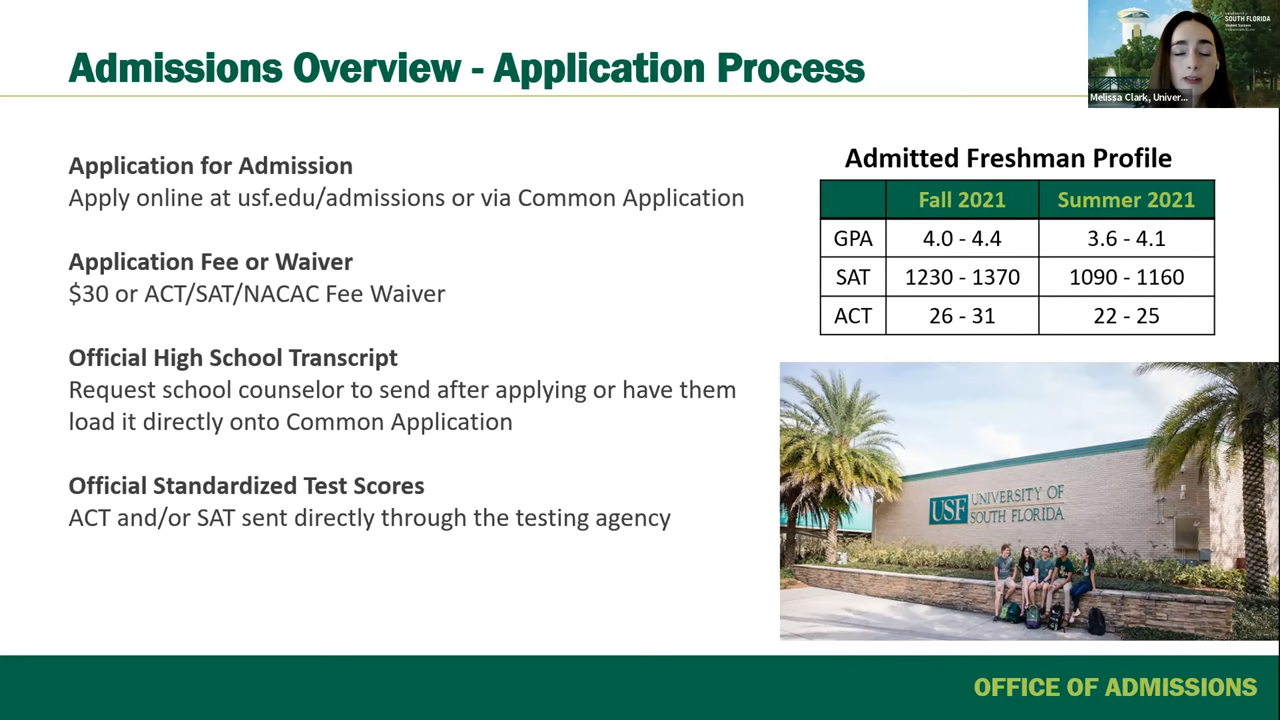 Admissions Overview - Application Process
UNIVERSITY of
SOUTH FLORIDA
Student Success
Melissa Clark, Univer...
Application for Admission
Apply online at usf.edu/admissions or via Common Application
Application Fee or Waiver
$30 or ACT/SAT/NACAC Fee Waiver
Official High School Transcript
Request school counselor to send after applying or have them
load it directly onto Common Application
Official Standardized Test Scores
ACT and/or SAT sent directly through the testing agency
Admitted Freshman Profile
Fall 2021 Summer 2021
GPA 4.0 - 4.4 3.6 - 4.1
SAT 1230 - 1370 1090 - 1160
ACT 26 - 31 22 - 25
USF UNIVERSITY OF
SOUTH FLORIDA
OFFICE OF ADMISSIONS